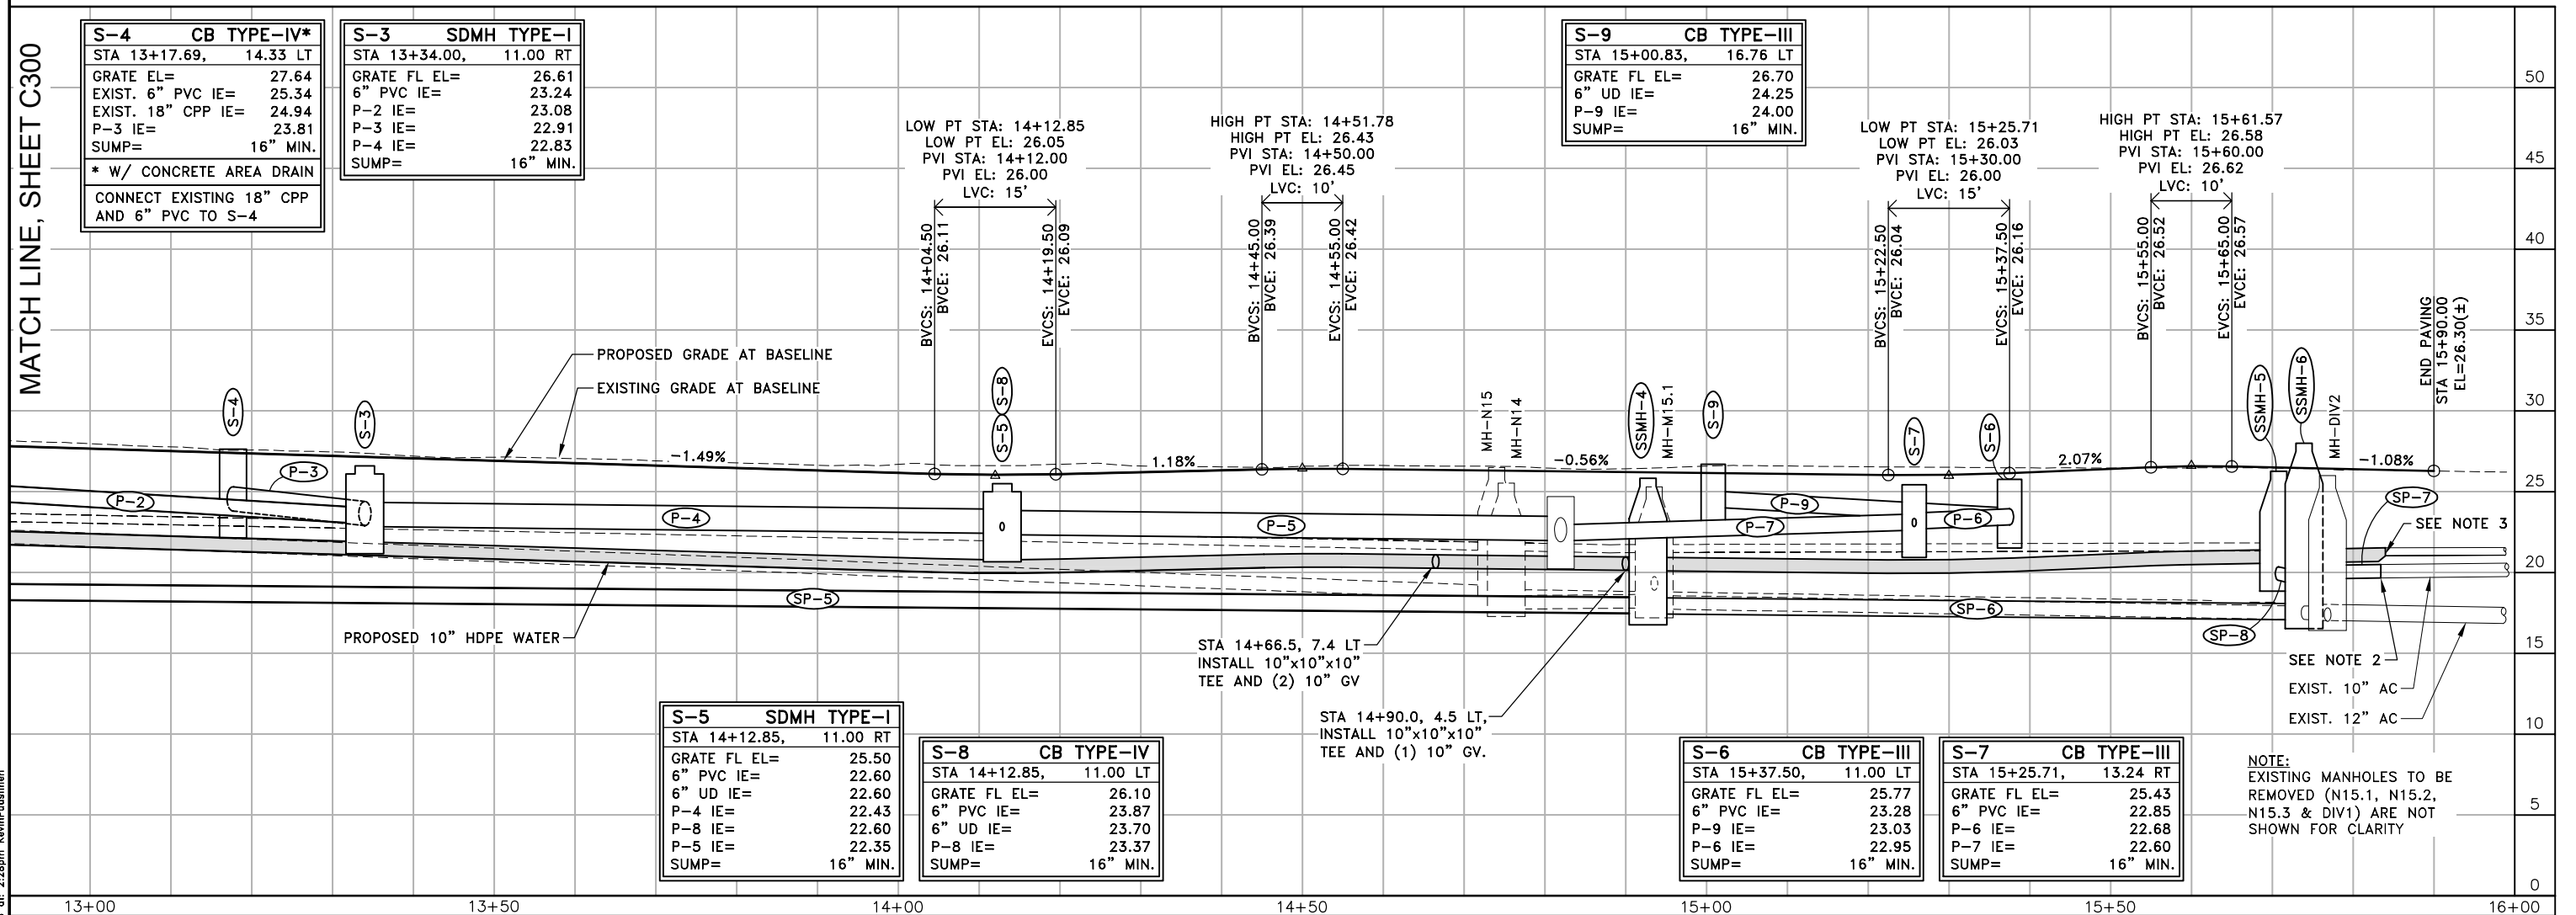 MATCH LINE, SHEET C300
S-4 CB TYPE-IV*
STA 13+17.69, 14.33 LT
GRATE EL= 27.64
EXIST. 6" PVC IE= 25.34
EXIST. 18" CPP IE= 24.94
P-3 IE= 23.81
SUMP= 16" MIN.
* W/ CONCRETE AREA DRAIN
CONNECT EXISTING 18" CPP
AND 6" PVC TO S-4
S-3 SDMH TYPE-I
STA 13+34.00, 11.00 RT
GRATE FL EL= 26.61
6" PVC IE= 23.24
P-2 IE= 23.08
P-3 IE= 22.91
P-4 IE= 22.83
SUMP= 16" MIN.
S-9 CB TYPE-III
STA 15+00.83, 16.76 LT
GRATE FL EL= 26.70
6" UD IE= 24.25
P-9 IE= 24.00
SUMP= 16" MIN.
LOW PT STA: 14+12.85
LOW PT EL: 26.05
PVI STA: 14+12.00
PVI EL: 26.00
LVC: 15'
BVCS: 14+04.50
BVCE: 26.11
EVCS: 14+19.50
EVCE: 26.09
HIGH PT STA: 14+51.78
HIGH PT EL: 26.43
PVI STA: 14+50.00
PVI EL: 26.45
LVC: 10'
BVCS: 14+45.00
BVCE: 26.39
EVCS: 14+55.00
EVCE: 26.42
LOW PT STA: 15+25.71
LOW PT EL: 26.03
PVI STA: 15+30.00
PVI EL: 26.00
LVC: 15'
BVCS: 15+22.50
BVCE: 26.04
EVCS: 15+37.50
EVCE: 26.16
HIGH PT STA: 15+61.57
HIGH PT EL: 26.58
PVI STA: 15+60.00
PVI EL: 26.62
LVC: 10'
BVCS: 15+55.00
BVCE: 26.52
EVCS: 15+65.00
EVCE: 26.57
END PAVING
STA 15+90.00
EL=26.30(±)
50
45
40
35
30
25
20
15
10
5
0
PROPOSED GRADE AT BASELINE
EXISTING GRADE AT BASELINE
S-4
S-3
S-8
S-5
MH-N15
MH-N14
SSMH-4
MH-M15.1
S-9
S-7
S-6
SSMH-5
SSMH-6
MH-DIV2
-1.49%
1.18%
-0.56%
2.07%
-1.08%
P-3
P-2
P-4
P-5
P-9
P-7
P-6
SP-7
SEE NOTE 3
SP-5
SP-6
SP-8
PROPOSED 10" HDPE WATER
STA 14+66.5, 7.4 LT
INSTALL 10"x10"x10"
TEE AND (2) 10" GV
STA 14+90.0, 4.5 LT,
INSTALL 10"x10"x10"
TEE AND (1) 10" GV.
SEE NOTE 2
EXIST. 10" AC
EXIST. 12" AC
S-5 SDMH TYPE-I
STA 14+12.85, 11.00 RT
GRATE FL EL= 25.50
6" PVC IE= 22.60
6" UD IE= 22.60
P-4 IE= 22.43
P-8 IE= 22.60
P-5 IE= 22.35
SUMP= 16" MIN.
S-8 CB TYPE-IV
STA 14+12.85, 11.00 LT
GRATE FL EL= 26.10
6" PVC IE= 23.87
6" UD IE= 23.70
P-8 IE= 23.37
SUMP= 16" MIN.
S-6 CB TYPE-III
STA 15+37.50, 11.00 LT
GRATE FL EL= 25.77
6" PVC IE= 23.28
P-9 IE= 23.03
P-6 IE= 22.95
SUMP= 16" MIN.
S-7 CB TYPE-III
STA 15+25.71, 13.24 RT
GRATE FL EL= 25.43
6" PVC IE= 22.85
P-6 IE= 22.68
P-7 IE= 22.60
SUMP= 16" MIN.
NOTE:
EXISTING MANHOLES TO BE
REMOVED (N15.1, N15.2,
N15.3 & DIV1) ARE NOT
SHOWN FOR CLARITY
13+00 13+50 14+00 14+50 15+00 15+50 16+00